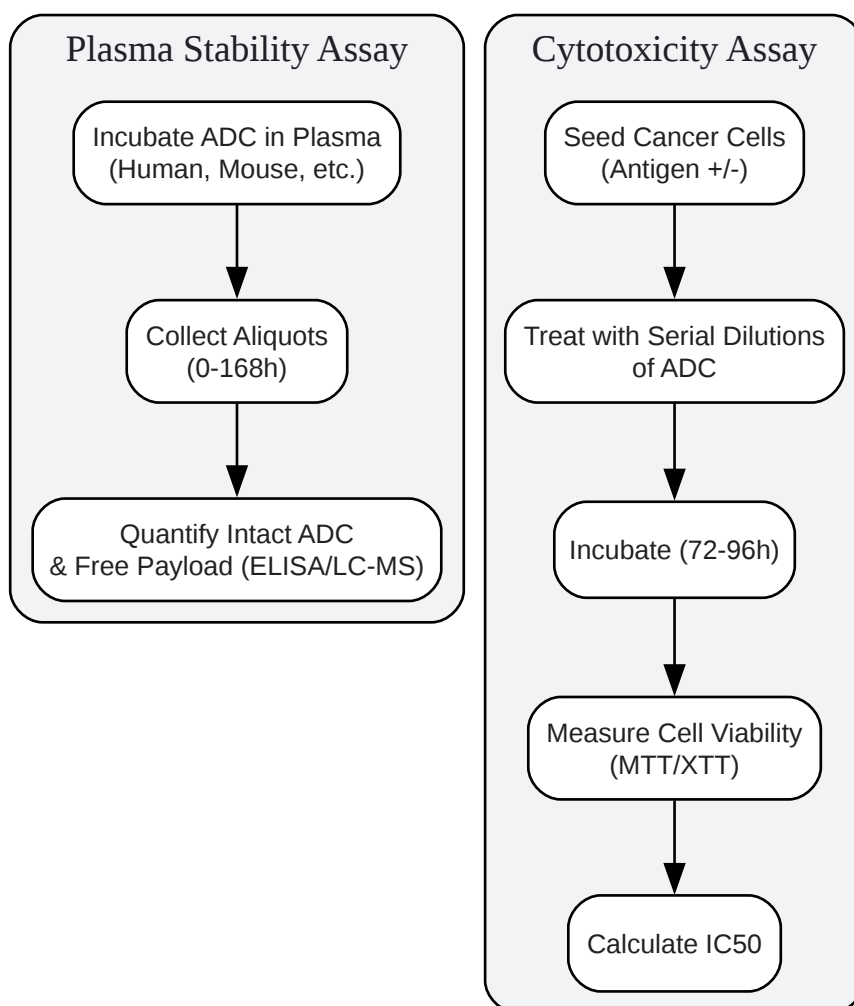 Plasma Stability Assay
Incubate ADC in Plasma
(Human, Mouse, etc.)
Collect Aliquots
(0-168h)
Quantify Intact ADC
& Free Payload (ELISA/LC-MS)
Cytotoxicity Assay
Seed Cancer Cells
(Antigen +/-)
Treat with Serial Dilutions
of ADC
Incubate (72-96h)
Measure Cell Viability
(MTT/XTT)
Calculate IC50